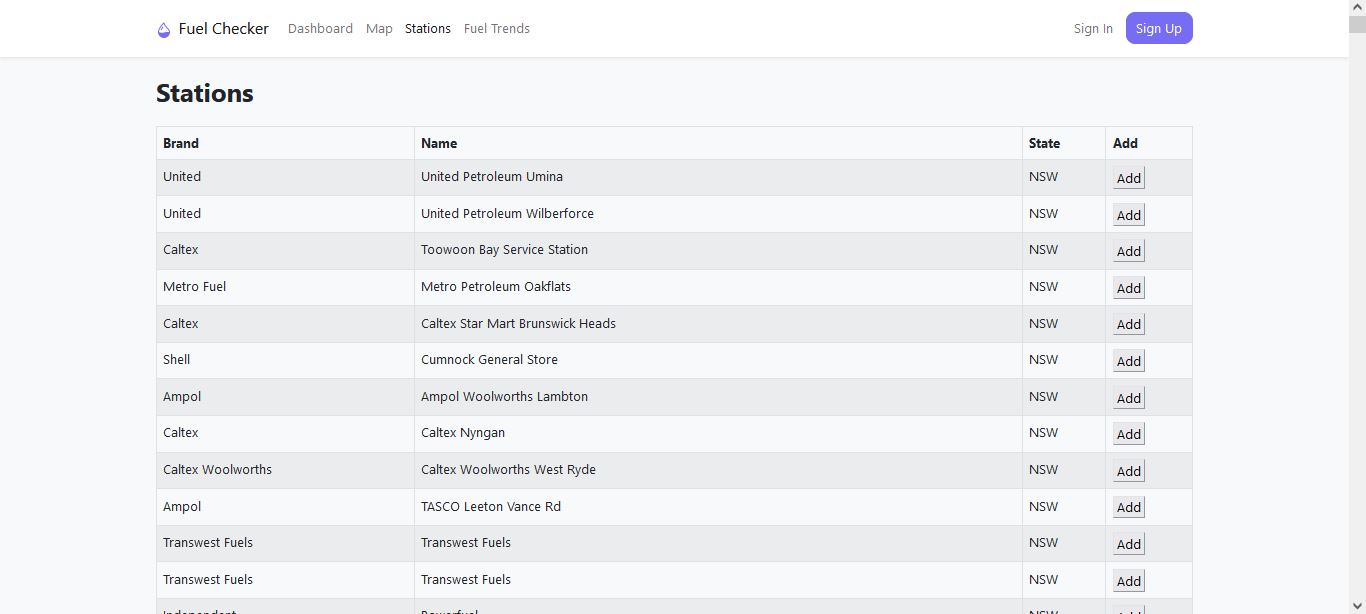 Fuel Checker Dashboard Map Stations Fuel Trends Sign In Sign Up
Stations
Brand Name State Add
United United Petroleum Umina NSW Add
United United Petroleum Wilberforce NSW Add
Caltex Toowoon Bay Service Station NSW Add
Metro Fuel Metro Petroleum Oakflats NSW Add
Caltex Caltex Star Mart Brunswick Heads NSW Add
Shell Cumnock General Store NSW Add
Ampol Ampol Woolworths Lambton NSW Add
Caltex Caltex Nyngan NSW Add
Caltex Woolworths Caltex Woolworths West Ryde NSW Add
Ampol TASCO Leeton Vance Rd NSW Add
Transwest Fuels Transwest Fuels NSW Add
Transwest Fuels Transwest Fuels NSW Add
Independent Powerfuel NSW Add